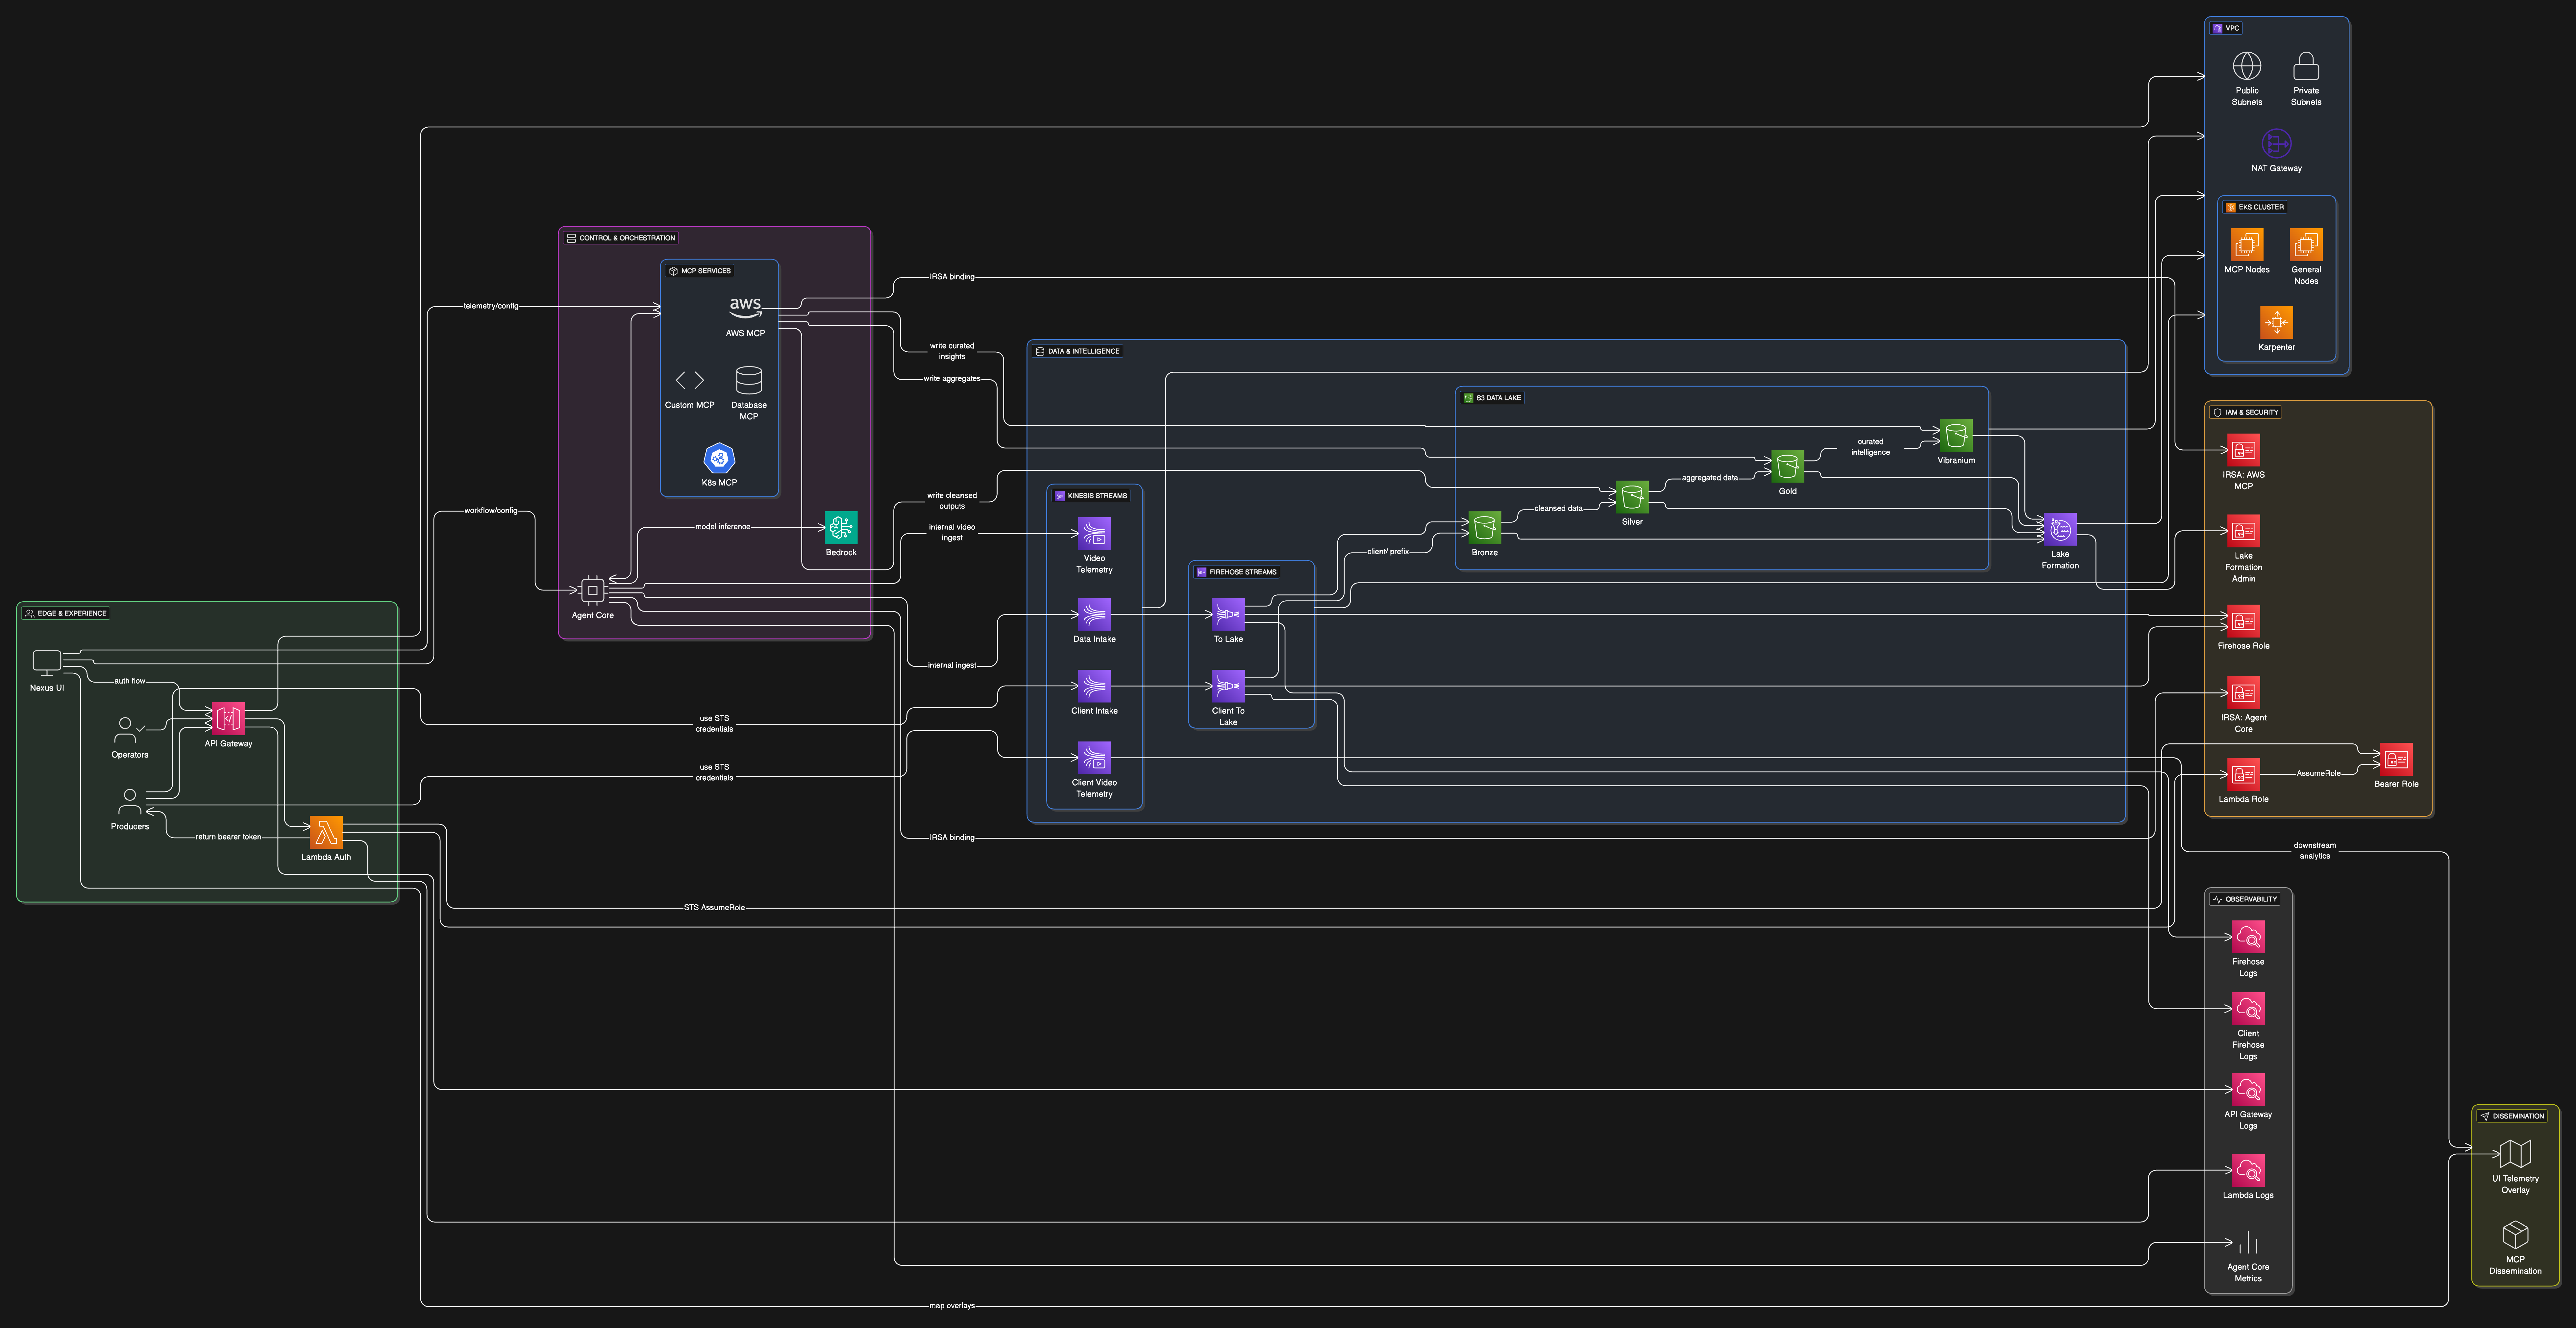 VPC
Public
Subnets
Private
Subnets
NAT Gateway
EKS CLUSTER
MCP Nodes
General
Nodes
Karpenter
CONTROL & ORCHESTRATION
MCP SERVICES
aws
AWS MCP
Custom MCP
Database
MCP
K8s MCP
model inference
Bedrock
Agent Core
telemetry/config
workflow/config
IRSA binding
write curated
insights
write aggregates
write cleansed
outputs
internal video
ingest
internal ingest
use STS
credentials
use STS
credentials
IRSA binding
STS AssumeRole
map overlays
EDGE & EXPERIENCE
Nexus UI
auth flow
Operators
API Gateway
Producers
return bearer token
Lambda Auth
DATA & INTELLIGENCE
KINESIS STREAMS
Video
Telemetry
Data Intake
Client Intake
Client Video
Telemetry
FIREHOSE STREAMS
To Lake
Client To
Lake
client/ prefix
S3 DATA LAKE
Bronze
cleansed data
Silver
aggregated data
Gold
curated
intelligence
Vibranium
Lake
Formation
IAM & SECURITY
IRSA: AWS
MCP
Lake
Formation
Admin
Firehose Role
IRSA: Agent
Core
Lambda Role
AssumeRole
Bearer Role
downstream
analytics
OBSERVABILITY
Firehose
Logs
Client
Firehose
Logs
API Gateway
Logs
Lambda Logs
Agent Core
Metrics
DISSEMINATION
UI Telemetry
Overlay
MCP
Dissemination